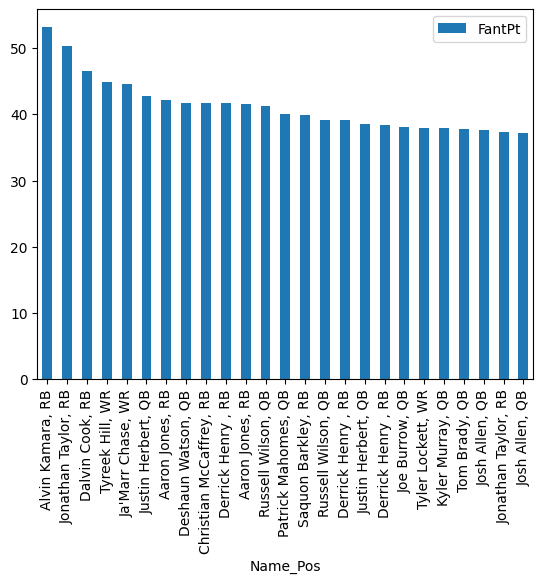 FantPt
50
40
30
20
10
0
Alvin Kamara, RB
Jonathan Taylor, RB
Dalvin Cook, RB
Tyreek Hill, WR
Ja'Marr Chase, WR
Justin Herbert, QB
Aaron Jones, RB
Deshaun Watson, QB
Christian McCaffrey, RB
Derrick Henry , RB
Aaron Jones, RB
Russell Wilson, QB
Patrick Mahomes, QB
Saquon Barkley, RB
Russell Wilson, QB
Derrick Henry , RB
Justin Herbert, QB
Derrick Henry , RB
Joe Burrow, QB
Tyler Lockett, WR
Kyler Murray, QB
Tom Brady, QB
Josh Allen, QB
Jonathan Taylor, RB
Josh Allen, QB
Name_Pos